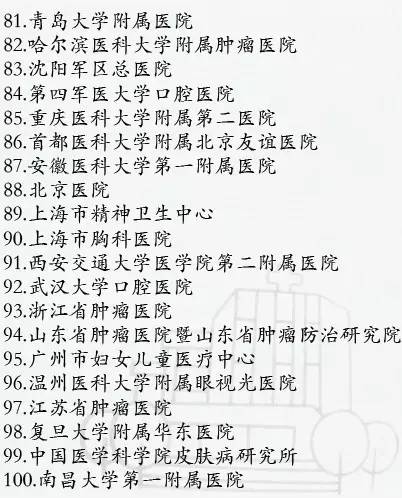 81.青岛大学附属医院
82.哈尔滨医科大学附属肿瘤医院
83.沈阳军区总医院
84.第四军医大学口腔医院
85.重庆医科大学附属第二医院
86.首都医科大学附属北京友谊医院
87.安徽医科大学第一附属医院
88.北京医院
89.上海市精神卫生中心
90.上海市胸科医院
91.西安交通大学医学院第二附属医院
92.武汉大学口腔医院
93.浙江省肿瘤医院
94.山东省肿瘤医院暨山东省肿瘤防治研究院
95.广州市妇女儿童医疗中心
96.温州医科大学附属眼视光医院
97.江苏省肿瘤医院
98.复旦大学附属华东医院
99.中国医学科学院皮肤病研究所
100.南昌大学第一附属医院